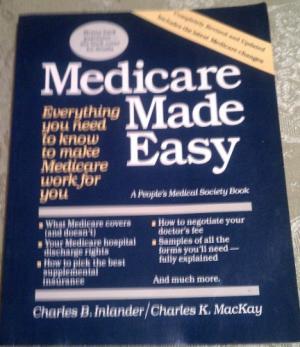 Completely Revised and Updated
Includes the latest Medicare changes
Medicare
Made
Easy
Everything
you need
to know
to make
Medicare
work for
you
A People's Medical Society Book
What Medicare covers
(and doesn't)
Your Medicare hospital
discharge rights
How to pick the best
supplemental
insurance
How to negotiate your
doctor's fee
Samples of all the
forms you'll need—
fully explained
And much more.
Charles B. Inlander/Charles K. MacKay